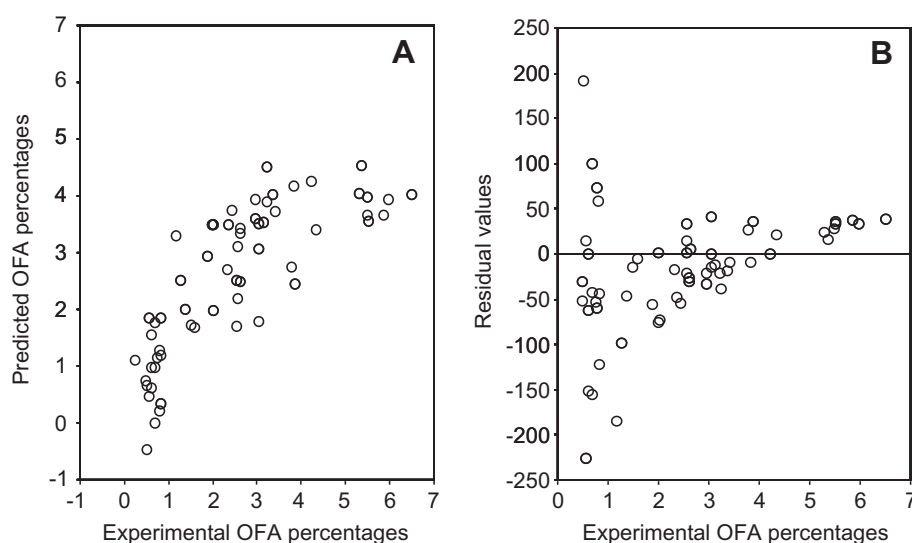 A
7
6
5
4
3
2
1
0
-1
Predicted OFA percentages
-1 0 1 2 3 4 5 6 7
Experimental OFA percentages
B
250
200
150
100
50
0
-50
-100
-150
-200
-250
Residual values
0 1 2 3 4 5 6 7
Experimental OFA percentages